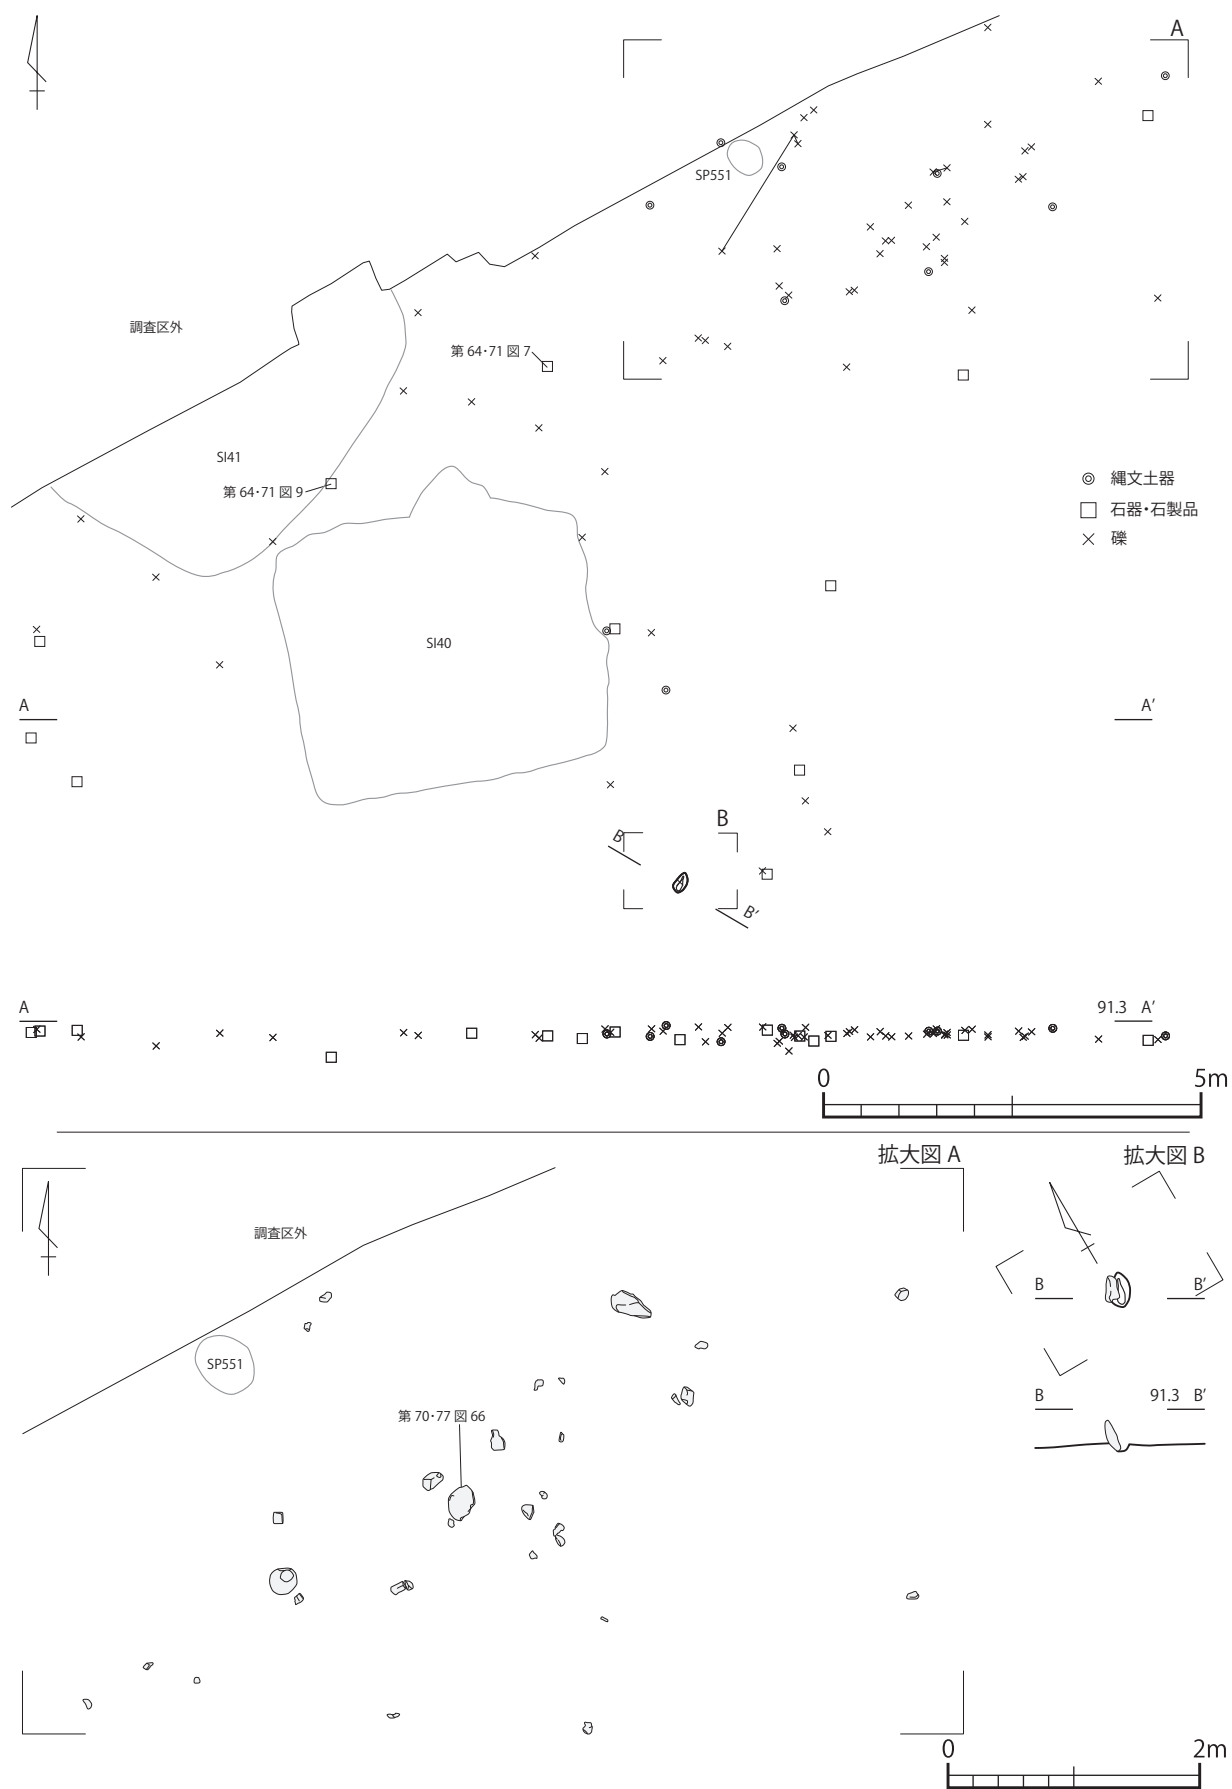 A
SP551
調査区外
第 64・71 図 7
SI41
第 64・71 図 9
◎ 縄文土器
□ 石器・石製品
× 礫
SI40
A A′
B
B
B′
A 91.3 A′
0 5m
拡大図 A 拡大図 B
調査区外
B B′
SP551
B 91.3 B′
第 70・77 図 66
0 2m